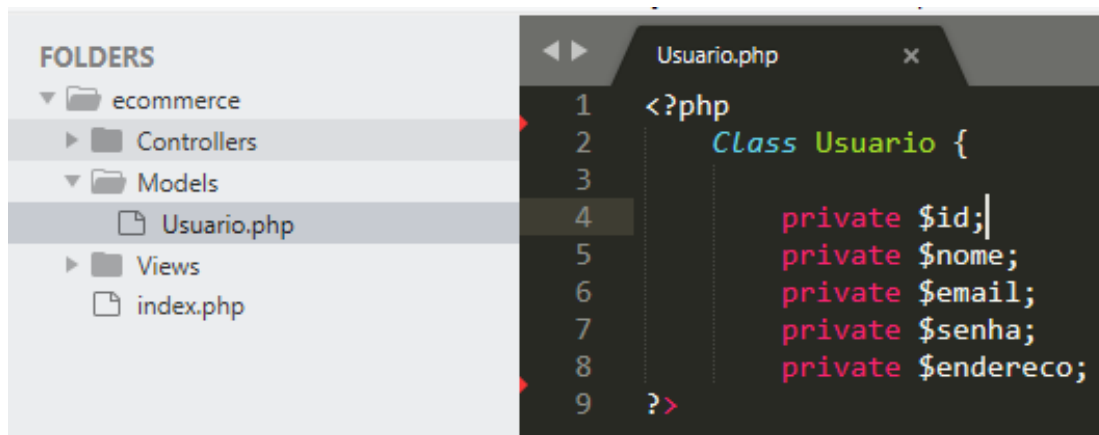 FOLDERS
ecommerce
Controllers
Models
Usuario.php
Views
index.php
Usuario.php ×
1 <?php
2 Class Usuario {
3
4 private $id;
5 private $nome;
6 private $email;
7 private $senha;
8 private $endereco;
9 ?>